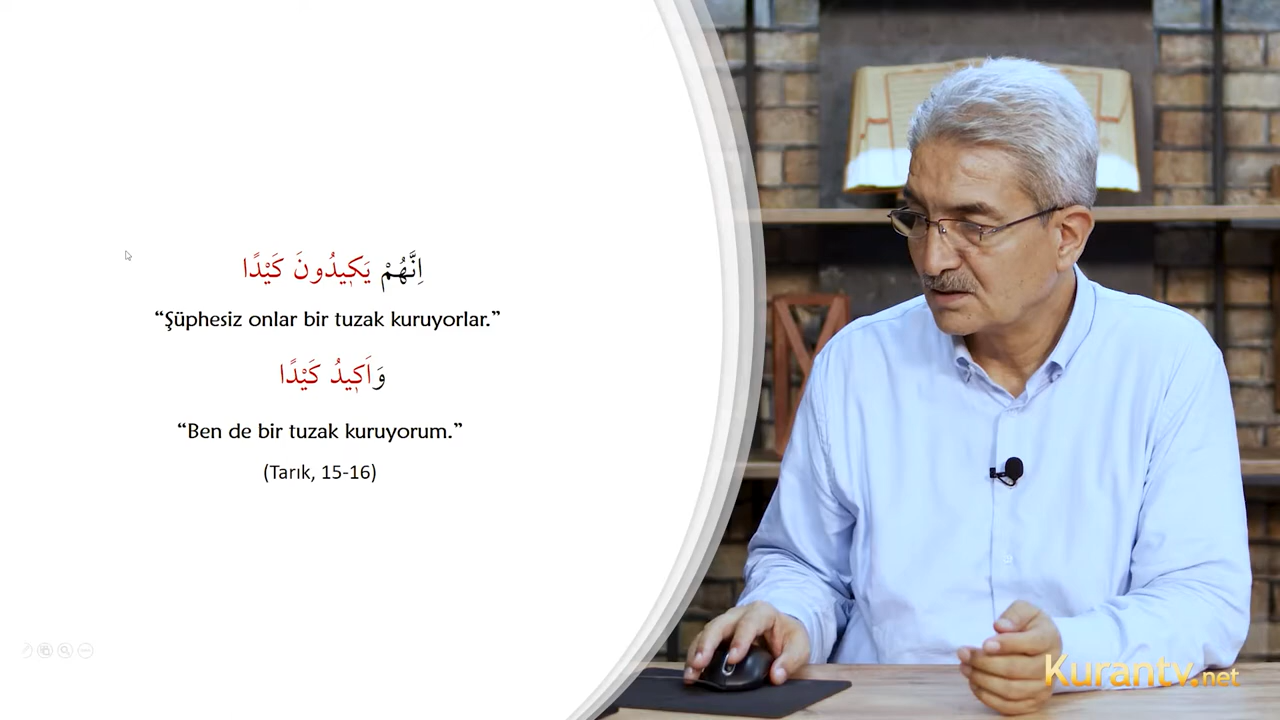 اِنَّهُمْ يَكٖيدُونَ كَيْدًا
“Şüphesiz onlar bir tuzak kuruyorlar.”
وَاَكٖيدُ كَيْدًا
“Ben de bir tuzak kuruyorum.”
(Tarık, 15-16)
Kurantv.net